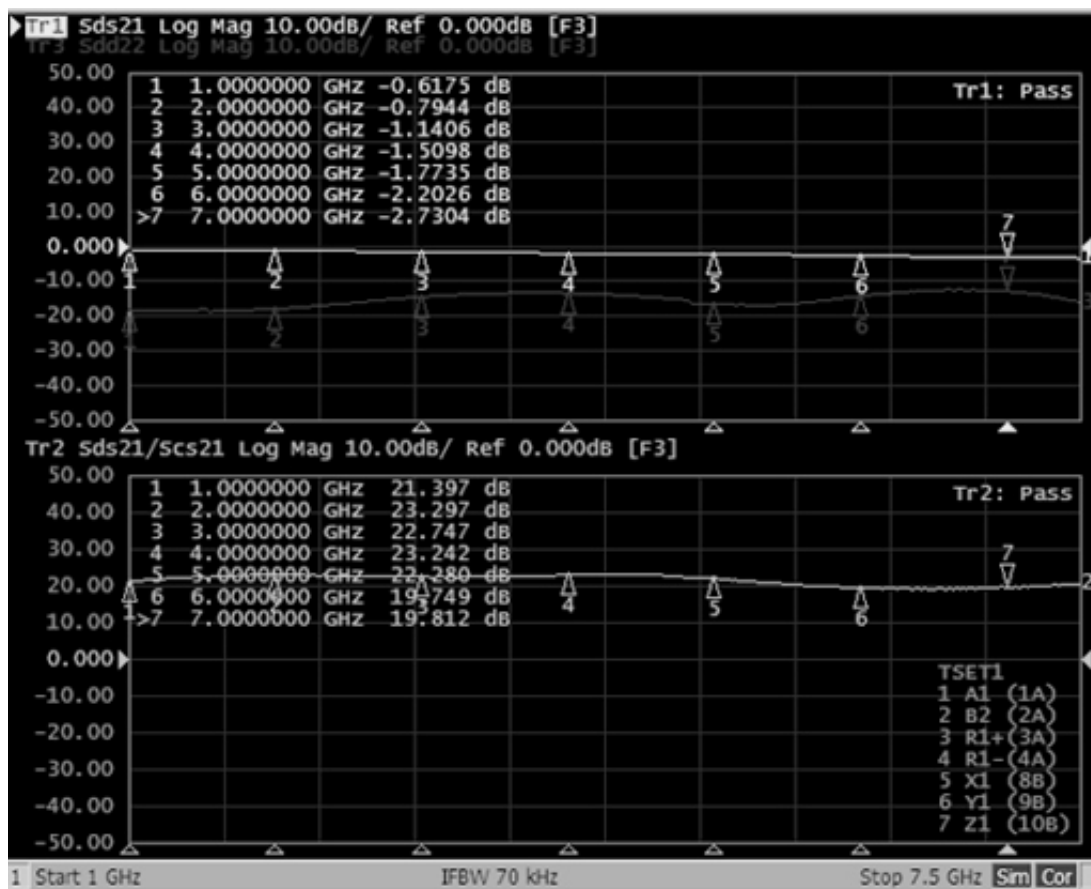 Tr1 Sds21 Log Mag 10.00dB/ Ref 0.000dB [F3]
Tr3 Sdd22 Log Mag 10.00dB/ Ref 0.000dB [F3]
50.00
1 1.0000000 GHz -0.6175 dB
Tr1: Pass
40.00
2 2.0000000 GHz -0.7944 dB
3 3.0000000 GHz -1.1406 dB
30.00
4 4.0000000 GHz -1.5098 dB
20.00
5 5.0000000 GHz -1.7735 dB
6 6.0000000 GHz -2.2026 dB
10.00
>7 7.0000000 GHz -2.7304 dB
7
0.000
1
1 2 3 4 5 6
-10.00
-20.00
2 3 4 5 6
-30.00
-40.00
-50.00
Tr2 Sds21/Scs21 Log Mag 10.00dB/ Ref 0.000dB [F3]
50.00
1 1.0000000 GHz 21.397 dB
Tr2: Pass
40.00
2 2.0000000 GHz 23.297 dB
3 3.0000000 GHz 22.747 dB
30.00
4 4.0000000 GHz 23.242 dB
7
20.00
5 5.0000000 GHz 22.280 dB
2
6 6.0000000 GHz 19.749 dB
1 2 3 4 5 6
10.00
>7 7.0000000 GHz 19.812 dB
0.000
TSET1
-10.00
1 A1 (1A)
2 B2 (2A)
-20.00
3 R1+(3A)
4 R1-(4A)
-30.00
5 X1 (8B)
-40.00
6 Y1 (9B)
7 Z1 (10B)
-50.00
1 Start 1 GHz IFBW 70 kHz Stop 7.5 GHz Sim Cor